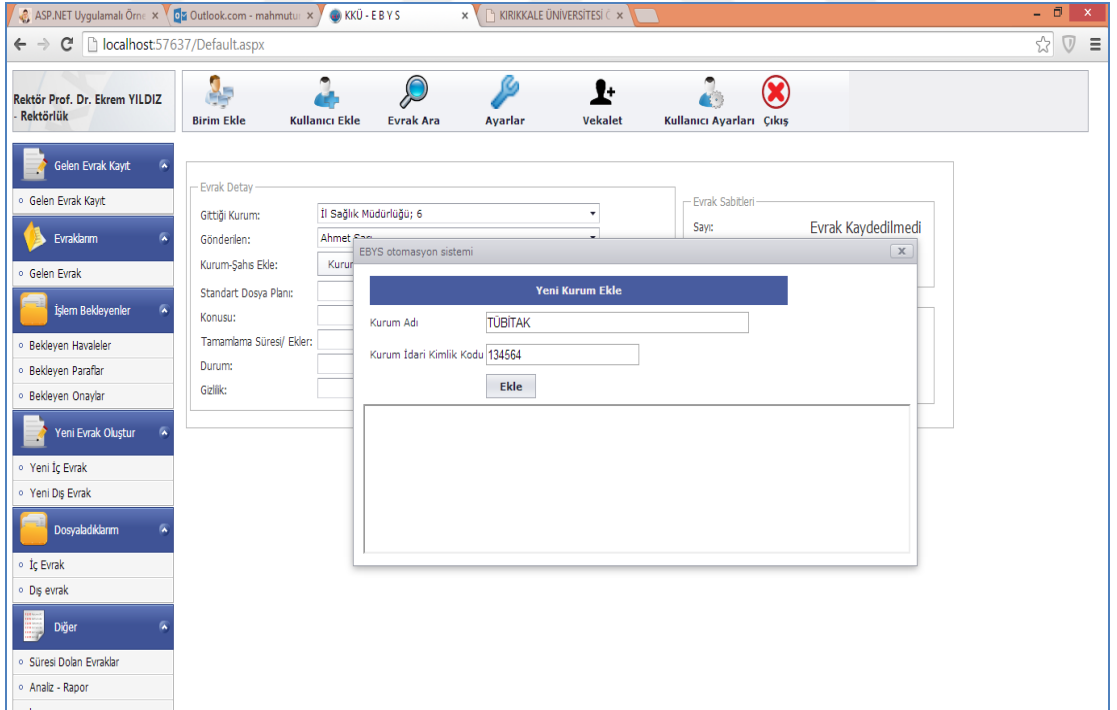 ASP.NET Uygulamalı Örne
Outlook.com - mahmutu
KKÜ - E B Y S
KIRIKKALE ÜNİVERSİTESİ
localhost:57637/Default.aspx
Rektör Prof. Dr. Ekrem YILDIZ
- Rektörlük
Birim Ekle
Kullanıcı Ekle
Evrak Ara
Ayarlar
Vekalet
Kullanıcı Ayarları
Çıkış
Gelen Evrak Kayıt
Gelen Evrak Kayıt
Evraklarım
Gelen Evrak
İşlem Bekleyenler
Bekleyen Havaleler
Bekleyen Paraflar
Bekleyen Onaylar
Yeni Evrak Oluştur
Yeni İç Evrak
Yeni Dış Evrak
Dosyaladıklarım
İç Evrak
Dış evrak
Diğer
Süresi Dolan Evraklar
Analiz - Rapor
Evrak Detay
Gittiği Kurum: İl Sağlık Müdürlüğü; 6
Gönderilen: Ahmet
Kurum-Şahıs Ekle: Kurum
Standart Dosya Planı:
Konusu:
Tamamlama Süresi/ Ekler:
Durum:
Gizlilik:
Evrak Sabitleri
Sayı: Evrak Kaydedilmedi
EBYS otomasyon sistemi
Yeni Kurum Ekle
Kurum Adı TÜBİTAK
Kurum İdari Kimlik Kodu 134564
Ekle